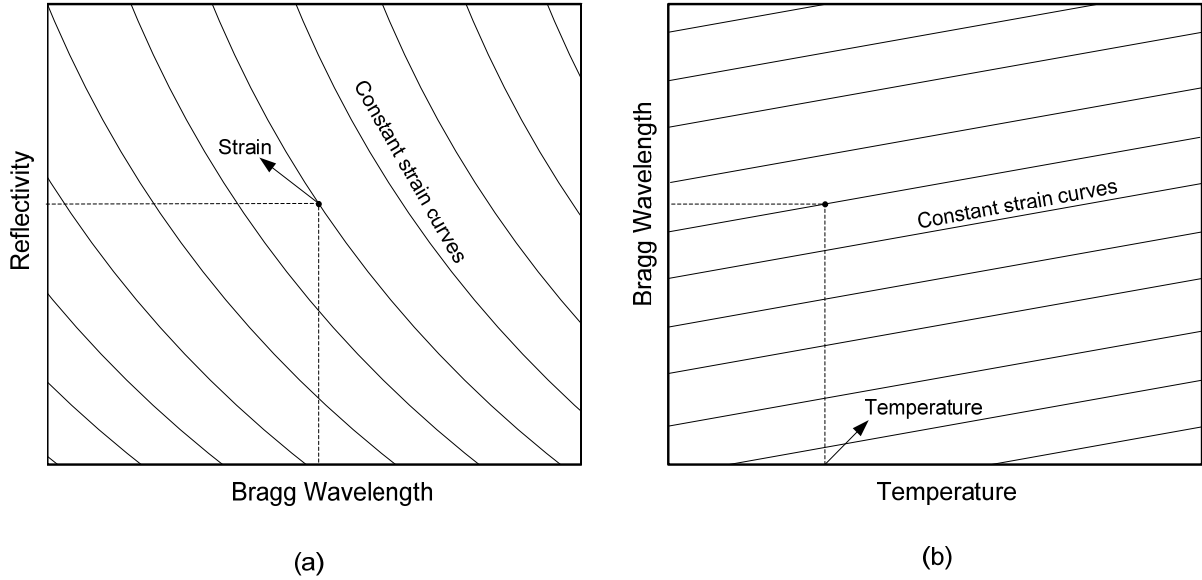 Reflectivity
Strain
Constant strain curves
Bragg Wavelength
(a)
Bragg Wavelength
Constant strain curves
Temperature
Temperature
(b)